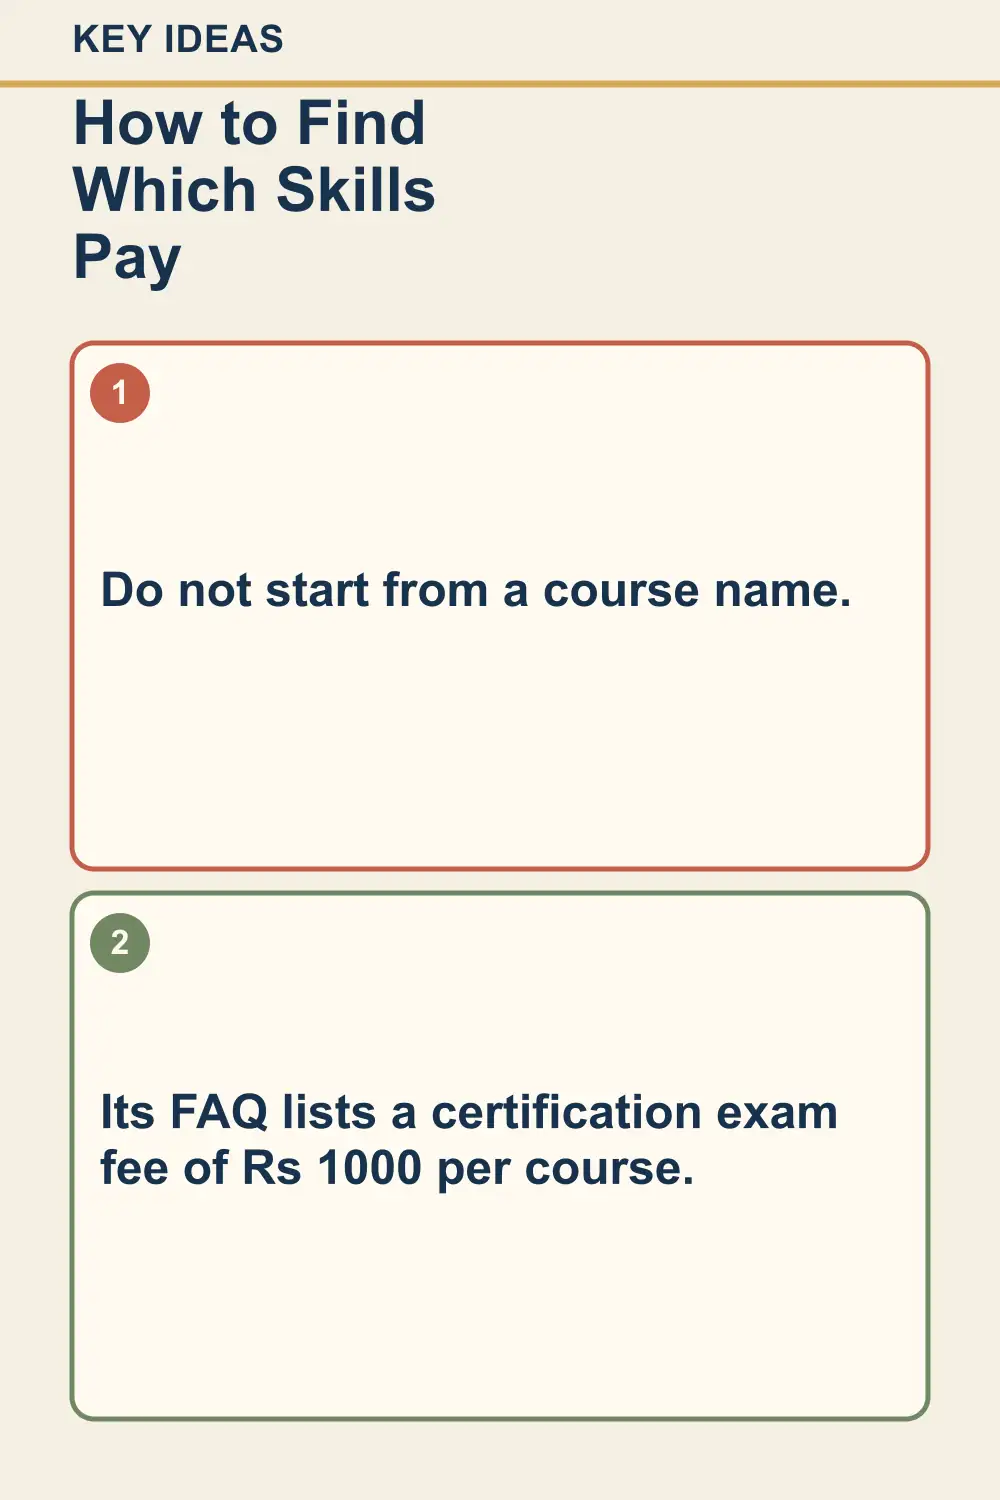 KEY IDEAS
How to Find
Which Skills
Pay
1
Do not start from a course name.
2
Its FAQ lists a certification exam
fee of Rs 1000 per course.